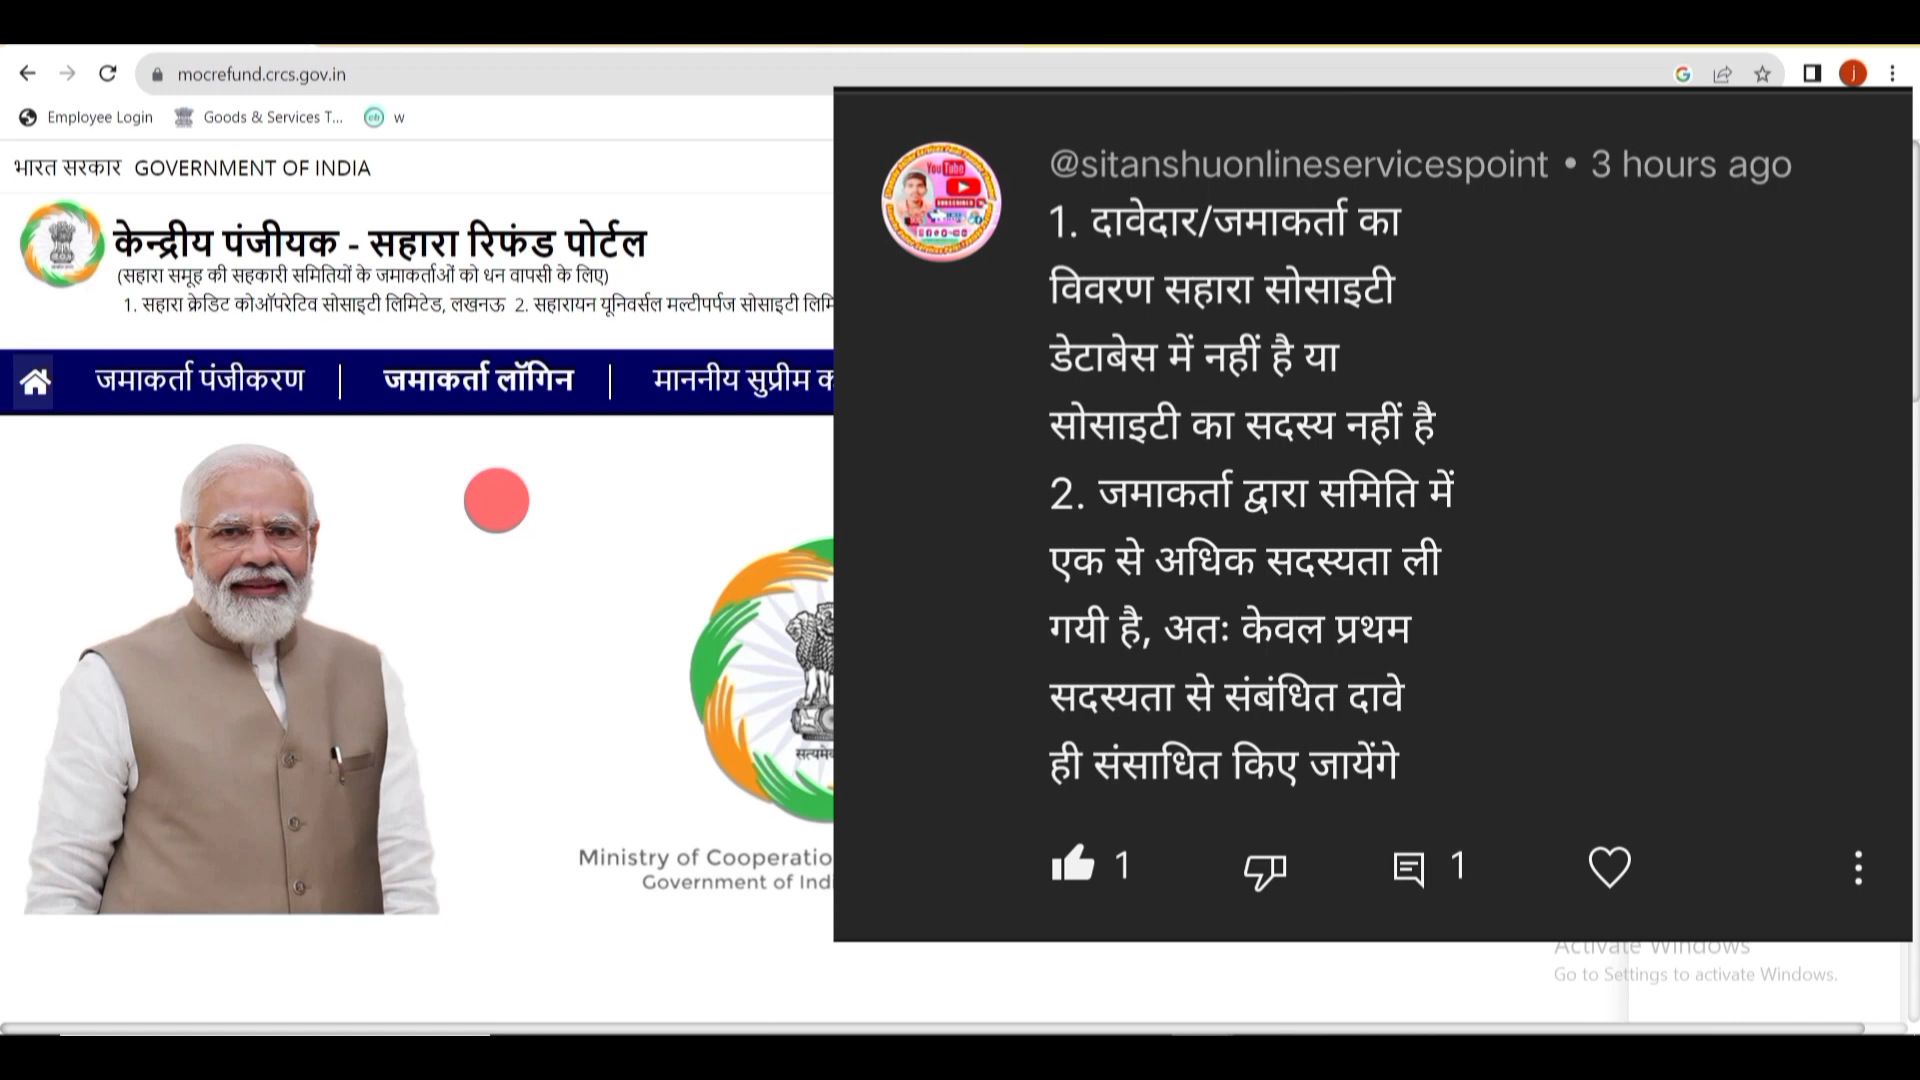 mocrefund.crcs.gov.in
Employee Login
Goods & Services T...
w
भारत सरकार GOVERNMENT OF INDIA
केन्द्रीय पंजीयक - सहारा रिफंड पोर्टल
(सहारा समूह की सहकारी समितियों के जमाकर्ताओं को धन वापसी के लिए)
1. सहारा क्रेडिट कोऑपरेटिव सोसाइटी लिमिटेड, लखनऊ 2. सहारायन यूनिवर्सल मल्टीपर्पज सोसाइटी
जमाकर्ता पंजीकरण
जमाकर्ता लॉगिन
माननीय सुप्रीम
Ministry of
Government of
@sitanshuonlineservicespoint • 3 hours ago
1. दावेदार/जमाकर्ता का
विवरण सहारा सोसाइटी
डेटाबेस में नहीं है या
सोसाइटी का सदस्य नहीं है
2. जमाकर्ता द्वारा समिति में
एक से अधिक सदस्यता ली
गयी है, अतः केवल प्रथम
सदस्यता से संबंधित दावे
ही संसाधित किए जायेंगे
1
1
Activate Windows
Go to Settings to activate Windows.